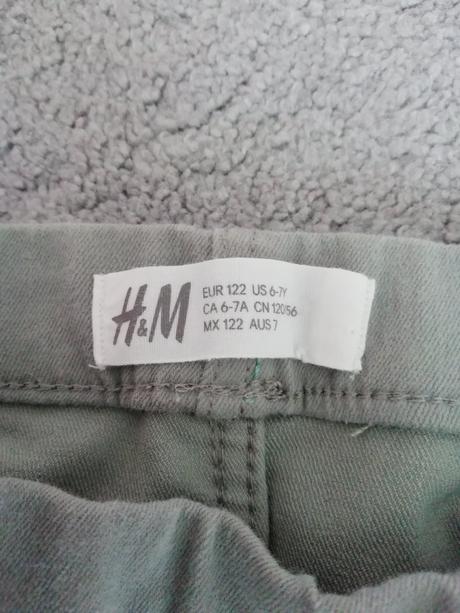 H&M
EUR 122 US 6-7Y
CA 6-7A CN 120/56
MX 122 AUS 7